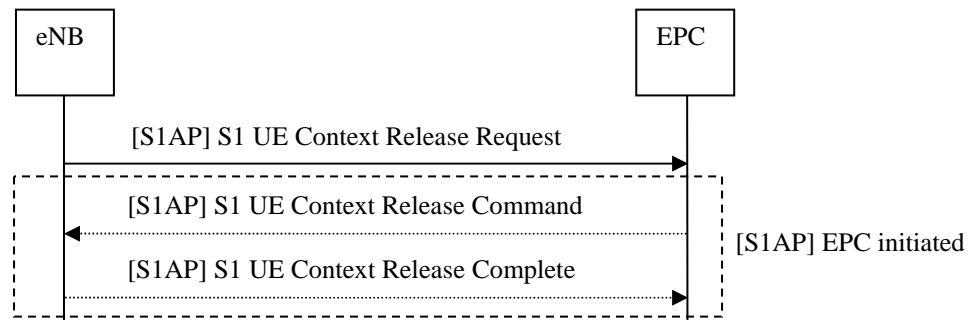 eNB
EPC
[S1AP] S1 UE Context Release Request
[S1AP] S1 UE Context Release Command
[S1AP] EPC initiated
[S1AP] S1 UE Context Release Complete